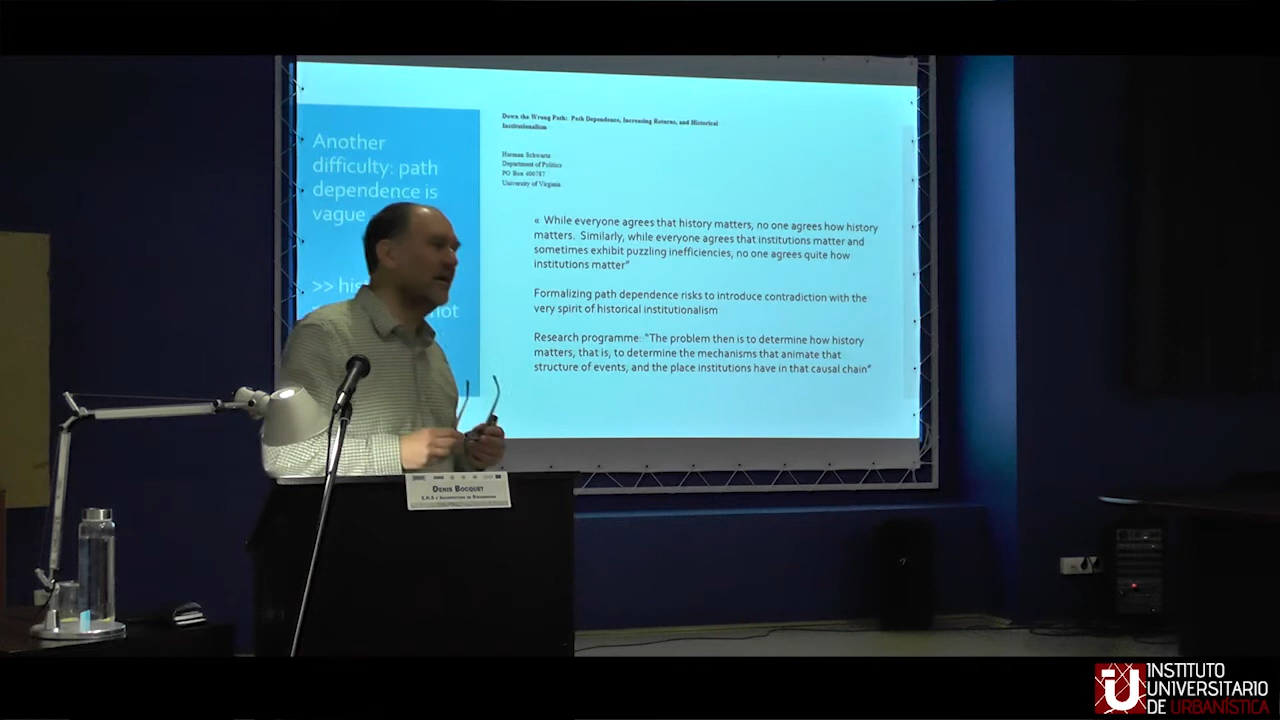 Another
difficulty: path
dependence is
vague
>> his
not
Down the Wrong Path: Path Dependence, Increasing Returns, and Historical
Institutionalism
Herman Schwartz
Department of Politics
PO Box 400787
University of Virginia
« While everyone agrees that history matters, no one agrees how history
matters. Similarly, while everyone agrees that institutions matter and
sometimes exhibit puzzling inefficiencies, no one agrees quite how
institutions matter”
Formalizing path dependence risks to introduce contradiction with the
very spirit of historical institutionalism
Research programme: “The problem then is to determine how history
matters, that is, to determine the mechanisms that animate that
structure of events, and the place institutions have in that causal chain”
DENIS BOCQUET
IU
INSTITUTO
UNIVERSITARIO
DE URBANÍSTICA